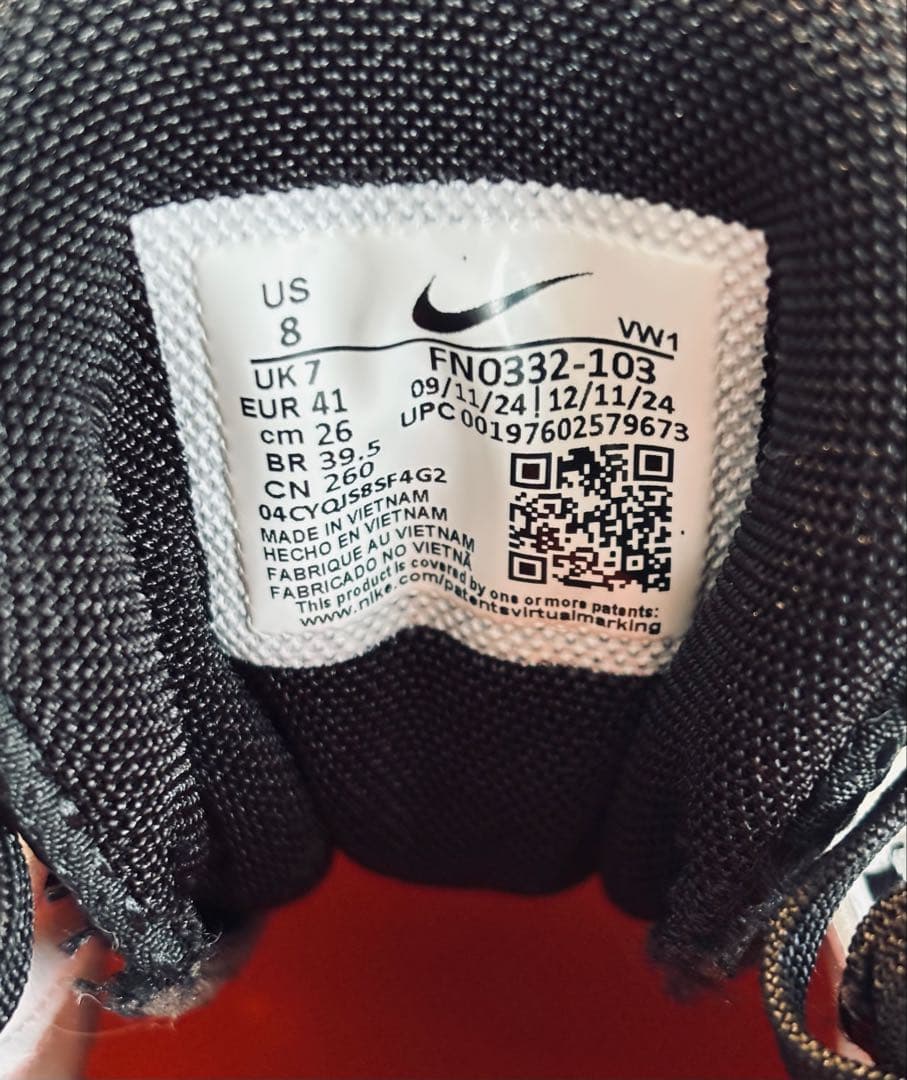 US
8
VW1
UK 7
FN0332-103
EUR 41
09/11/24|12/11/24
cm 26
UPC 00197602579673
BR 39.5
CN 260
04CYQJS8SF4G2
MADE IN VIETNAM
HECHO EN VIETNAM
FABRIQUE AU VIETNAM
FABRICADO NO VIETNÃ
This product is covered by one or more patents:
www.nike.com/patentsvirtualmarking